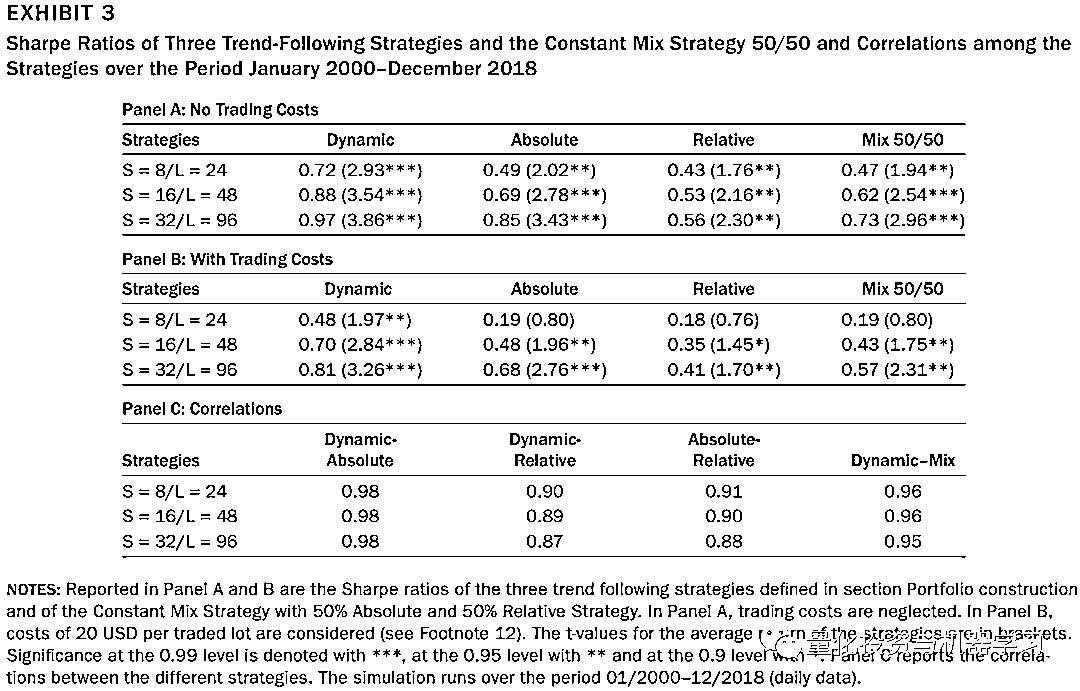 EXHIBIT 3
Sharpe Ratios of Three Trend-Following Strategies and the Constant Mix Strategy 50/50 and Correlations among the
Strategies over the Period January 2000–December 2018
Panel A: No Trading Costs
Strategies Dynamic Absolute Relative Mix 50/50
S = 8/L = 24 0.72 (2.93***) 0.49 (2.02**) 0.43 (1.76**) 0.47 (1.94**)
S = 16/L = 48 0.88 (3.54***) 0.69 (2.78***) 0.53 (2.16**) 0.62 (2.54***)
S = 32/L = 96 0.97 (3.86***) 0.85 (3.43***) 0.56 (2.30**) 0.73 (2.96***)
Panel B: With Trading Costs
Strategies Dynamic Absolute Relative Mix 50/50
S = 8/L = 24 0.48 (1.97**) 0.19 (0.80) 0.18 (0.76) 0.19 (0.80)
S = 16/L = 48 0.70 (2.84***) 0.48 (1.96**) 0.35 (1.45*) 0.43 (1.75**)
S = 32/L = 96 0.81 (3.26***) 0.68 (2.76***) 0.41 (1.70**) 0.57 (2.31**)
Panel C: Correlations
Dynamic- Dynamic- Absolute-
Strategies Absolute Relative Relative Dynamic–Mix
S = 8/L = 24 0.98 0.90 0.91 0.96
S = 16/L = 48 0.98 0.89 0.90 0.96
S = 32/L = 96 0.98 0.87 0.88 0.95
NOTES: Reported in Panel A and B are the Sharpe ratios of the three trend following strategies defined in section Portfolio construction
and of the Constant Mix Strategy with 50% Absolute and 50% Relative Strategy. In Panel A, trading costs are neglected. In Panel B,
costs of 20 USD per traded lot are considered (see Footnote 12). The t-values for the average of the strategies are in brackets.
Significance at the 0.99 level is denoted with ***, at the 0.95 level with ** and at the 0.9 level Panel C reports the correla-
tions between the different strategies. The simulation runs over the period 01/2000–12/2018 (daily data).
量化投资与机器学习